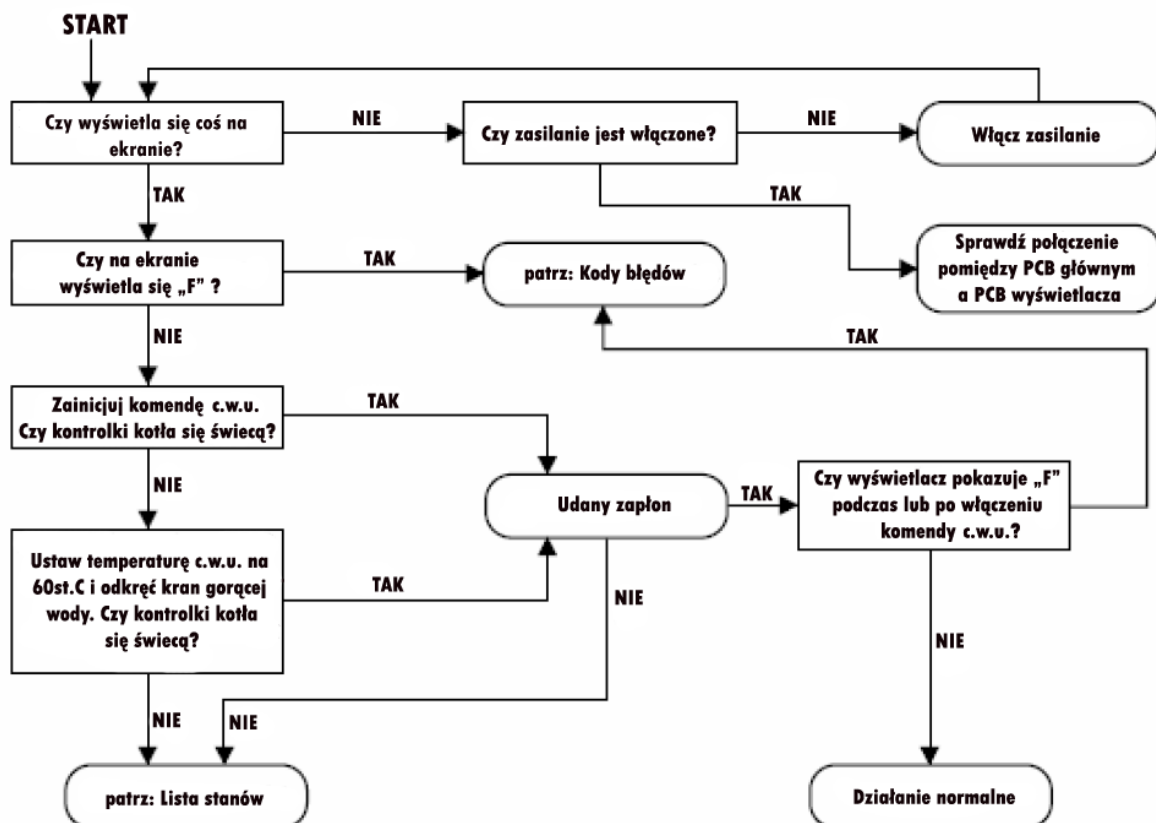 START
Czy wyświetla się coś na
ekranie?
NIE
Czy zasilanie jest włączone?
NIE
Włącz zasilanie
TAK
TAK
Czy na ekranie
wyświetla się „F” ?
TAK
patrz: Kody błędów
Sprawdź połączenie
pomiędzy PCB głównym
a PCB wyświetlacza
NIE
TAK
Zainicjuj komendę c.w.u.
Czy kontrolki kotła się świecą?
TAK
NIE
Udany zapłon
TAK
Czy wyświetlacz pokazuje „F”
podczas lub po włączeniu
komendy c.w.u.?
Ustaw temperaturę c.w.u. na
60st.C i odkręć kran gorącej
wody. Czy kontrolki kotła
się świecą?
TAK
NIE
NIE
NIE
NIE
patrz: Lista stanów
Działanie normalne